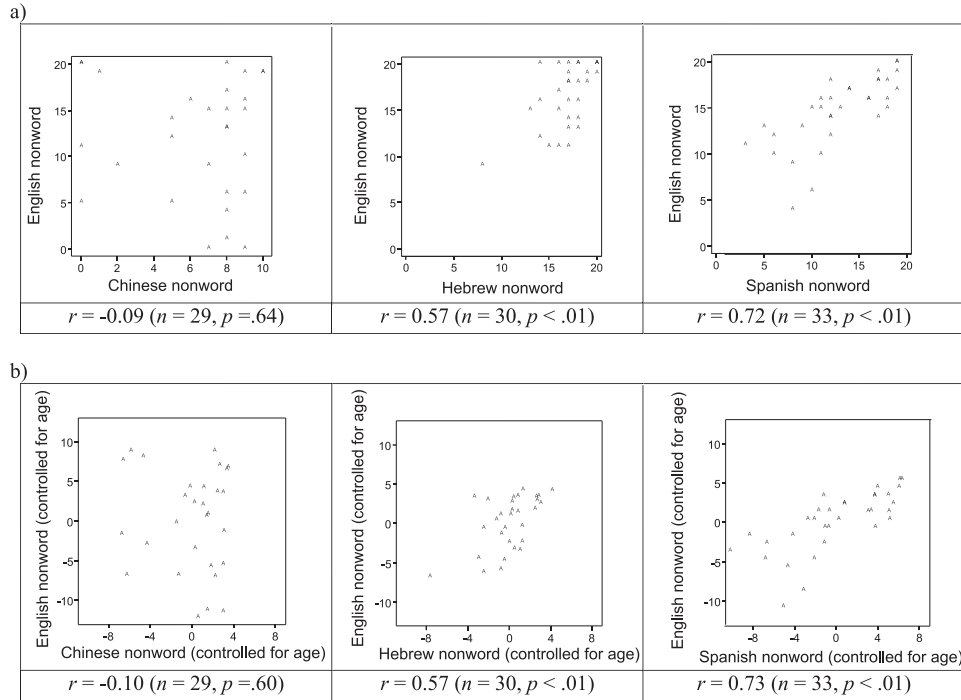 a)
English nonword
20
15
10
5
0
0 2 4 6 8 10
Chinese nonword
English nonword
20
15
10
5
0
0 5 10 15 20
Hebrew nonword
English nonword
20
15
10
5
0
0 5 10 15 20
Spanish nonword
r = -0.09 (n = 29, p =.64)
r = 0.57 (n = 30, p < .01)
r = 0.72 (n = 33, p < .01)
b)
English nonword (controlled for age)
10
5
0
-5
-10
-8 -4 0 4 8
Chinese nonword (controlled for age)
English nonword (controlled for age)
10
5
0
-5
-10
-8 -4 0 4 8
Hebrew nonword (controlled for age)
English nonword (controlled for age)
10
5
0
-5
-10
-8 -4 0 4 8
Spanish nonword (controlled for age)
r = -0.10 (n = 29, p =.60)
r = 0.57 (n = 30, p < .01)
r = 0.73 (n = 33, p < .01)